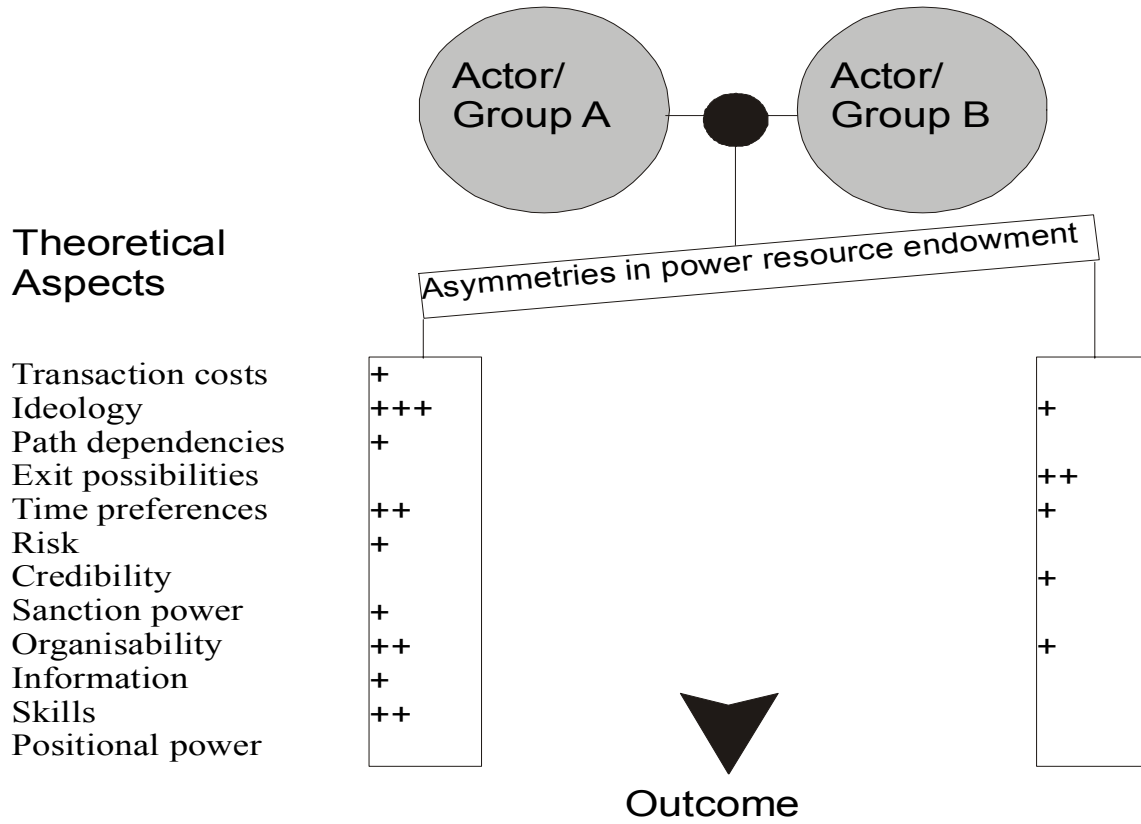 Actor/
Group A
Actor/
Group B
Asymmetries in power resource endowment
Theoretical
Aspects
Transaction costs +
Ideology +++ +
Path dependencies +
Exit possibilities ++
Time preferences ++ +
Risk +
Credibility +
Sanction power +
Organisability ++ +
Information +
Skills ++
Positional power
Outcome